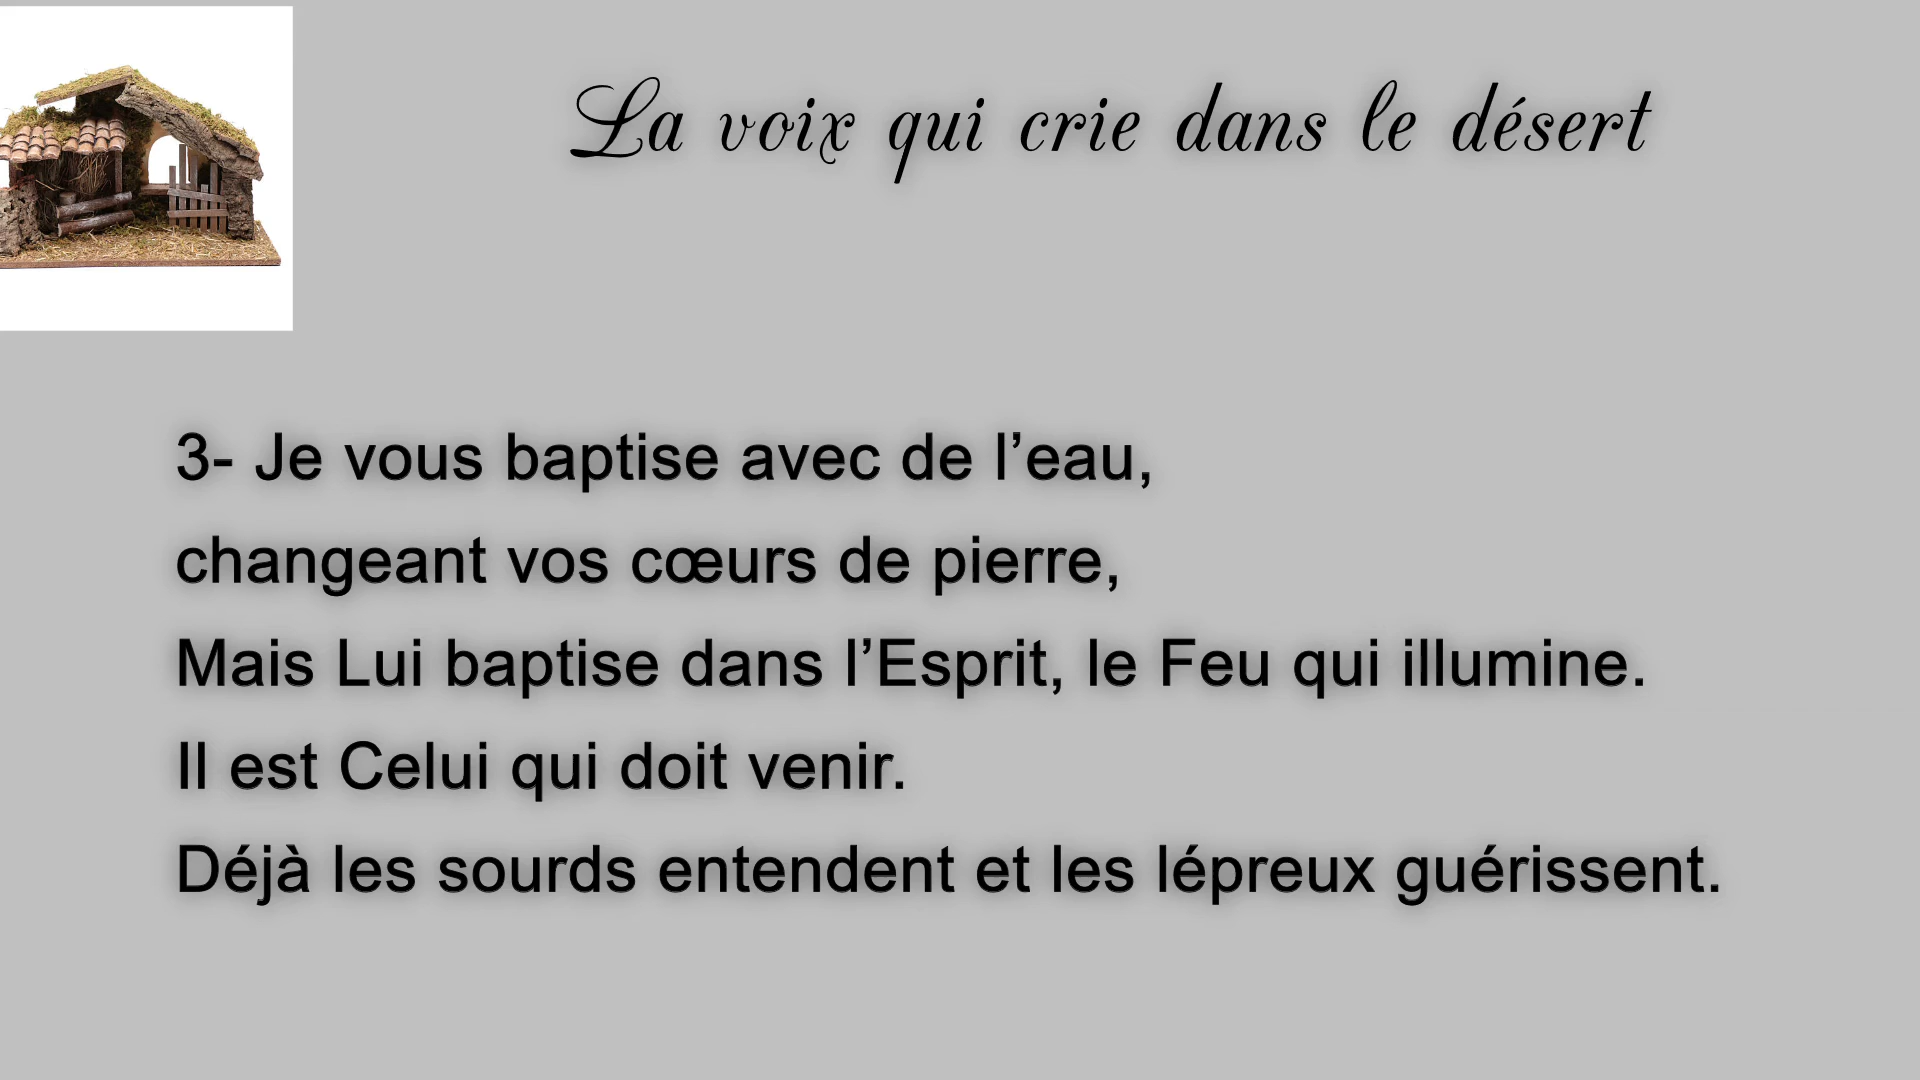 La voix qui crie dans le désert
3- Je vous baptise avec de l’eau,
changeant vos cœurs de pierre,
Mais Lui baptise dans l’Esprit, le Feu qui illumine.
Il est Celui qui doit venir.
Déjà les sourds entendent et les lépreux guérissent.